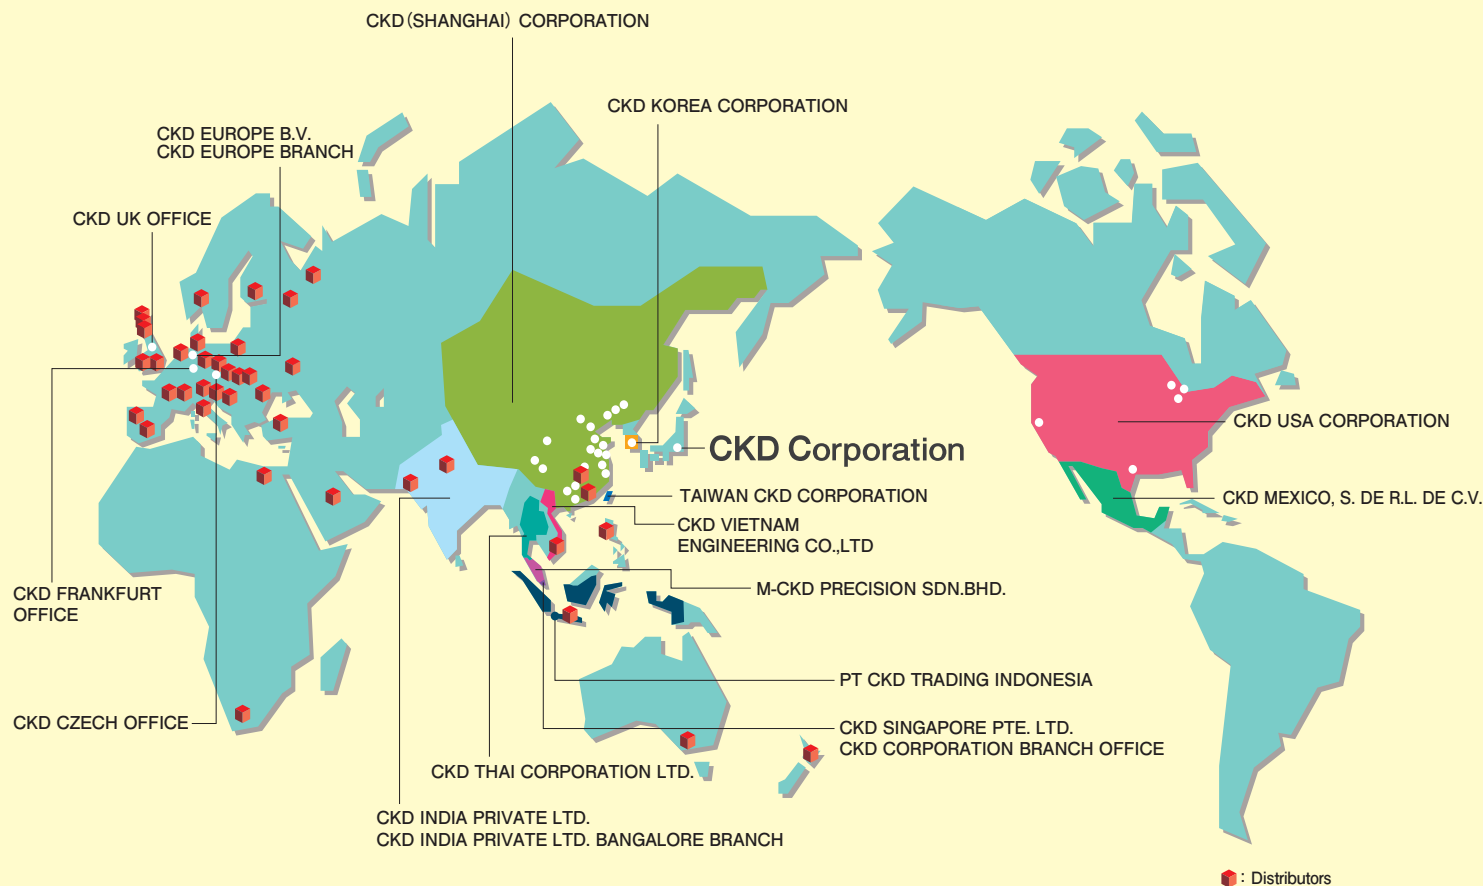 CKD(SHANGHAI) CORPORATION
CKD KOREA CORPORATION
CKD EUROPE B.V.
CKD EUROPE BRANCH
CKD UK OFFICE
CKD USA CORPORATION
CKD Corporation
TAIWAN CKD CORPORATION
CKD MEXICO, S. DE R.L. DE C.V.
CKD VIETNAM
ENGINEERING CO.,LTD
M-CKD PRECISION SDN.BHD.
CKD FRANKFURT
OFFICE
PT CKD TRADING INDONESIA
CKD CZECH OFFICE
CKD SINGAPORE PTE. LTD.
CKD CORPORATION BRANCH OFFICE
CKD THAI CORPORATION LTD.
CKD INDIA PRIVATE LTD.
CKD INDIA PRIVATE LTD. BANGALORE BRANCH
: Distributors